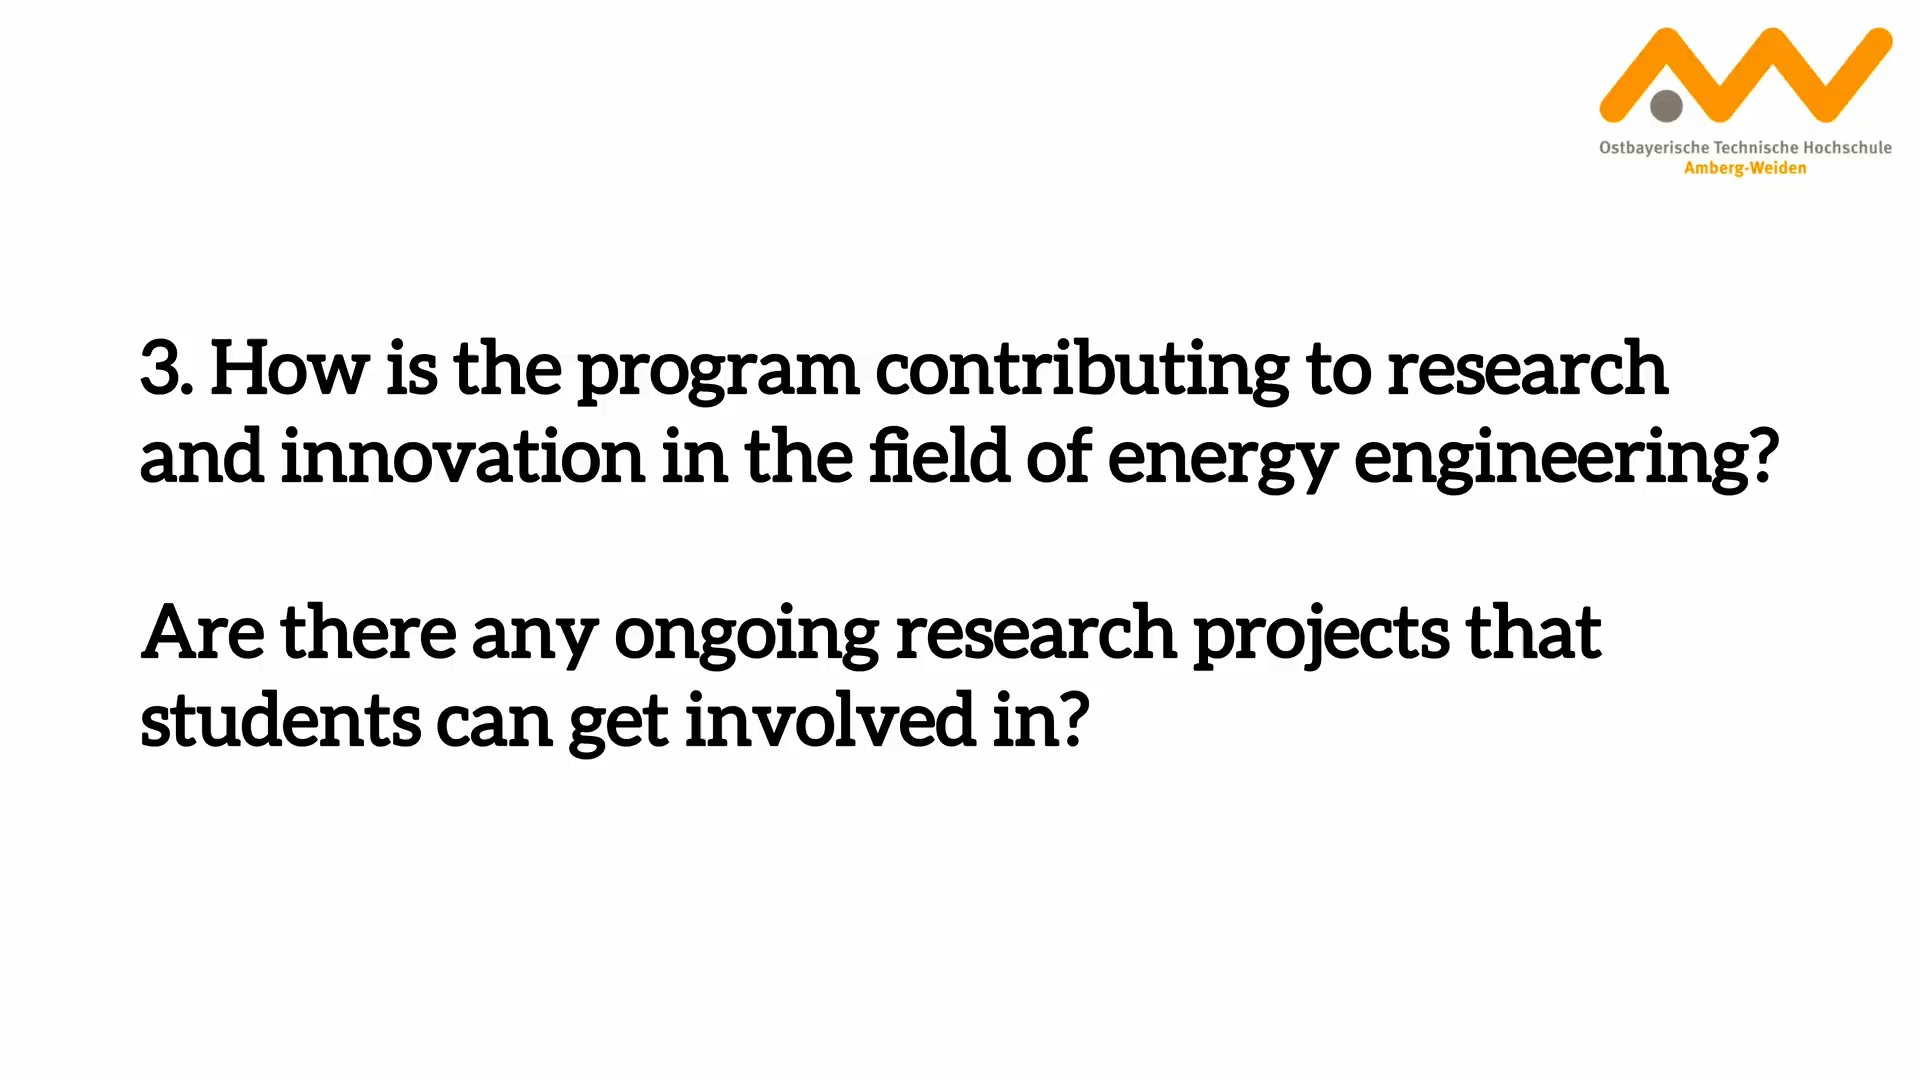 Ostbayerische Technische Hochschule
Amberg-Weiden
3. How is the program contributing to research
and innovation in the field of energy engineering?
Are there any ongoing research projects that
students can get involved in?